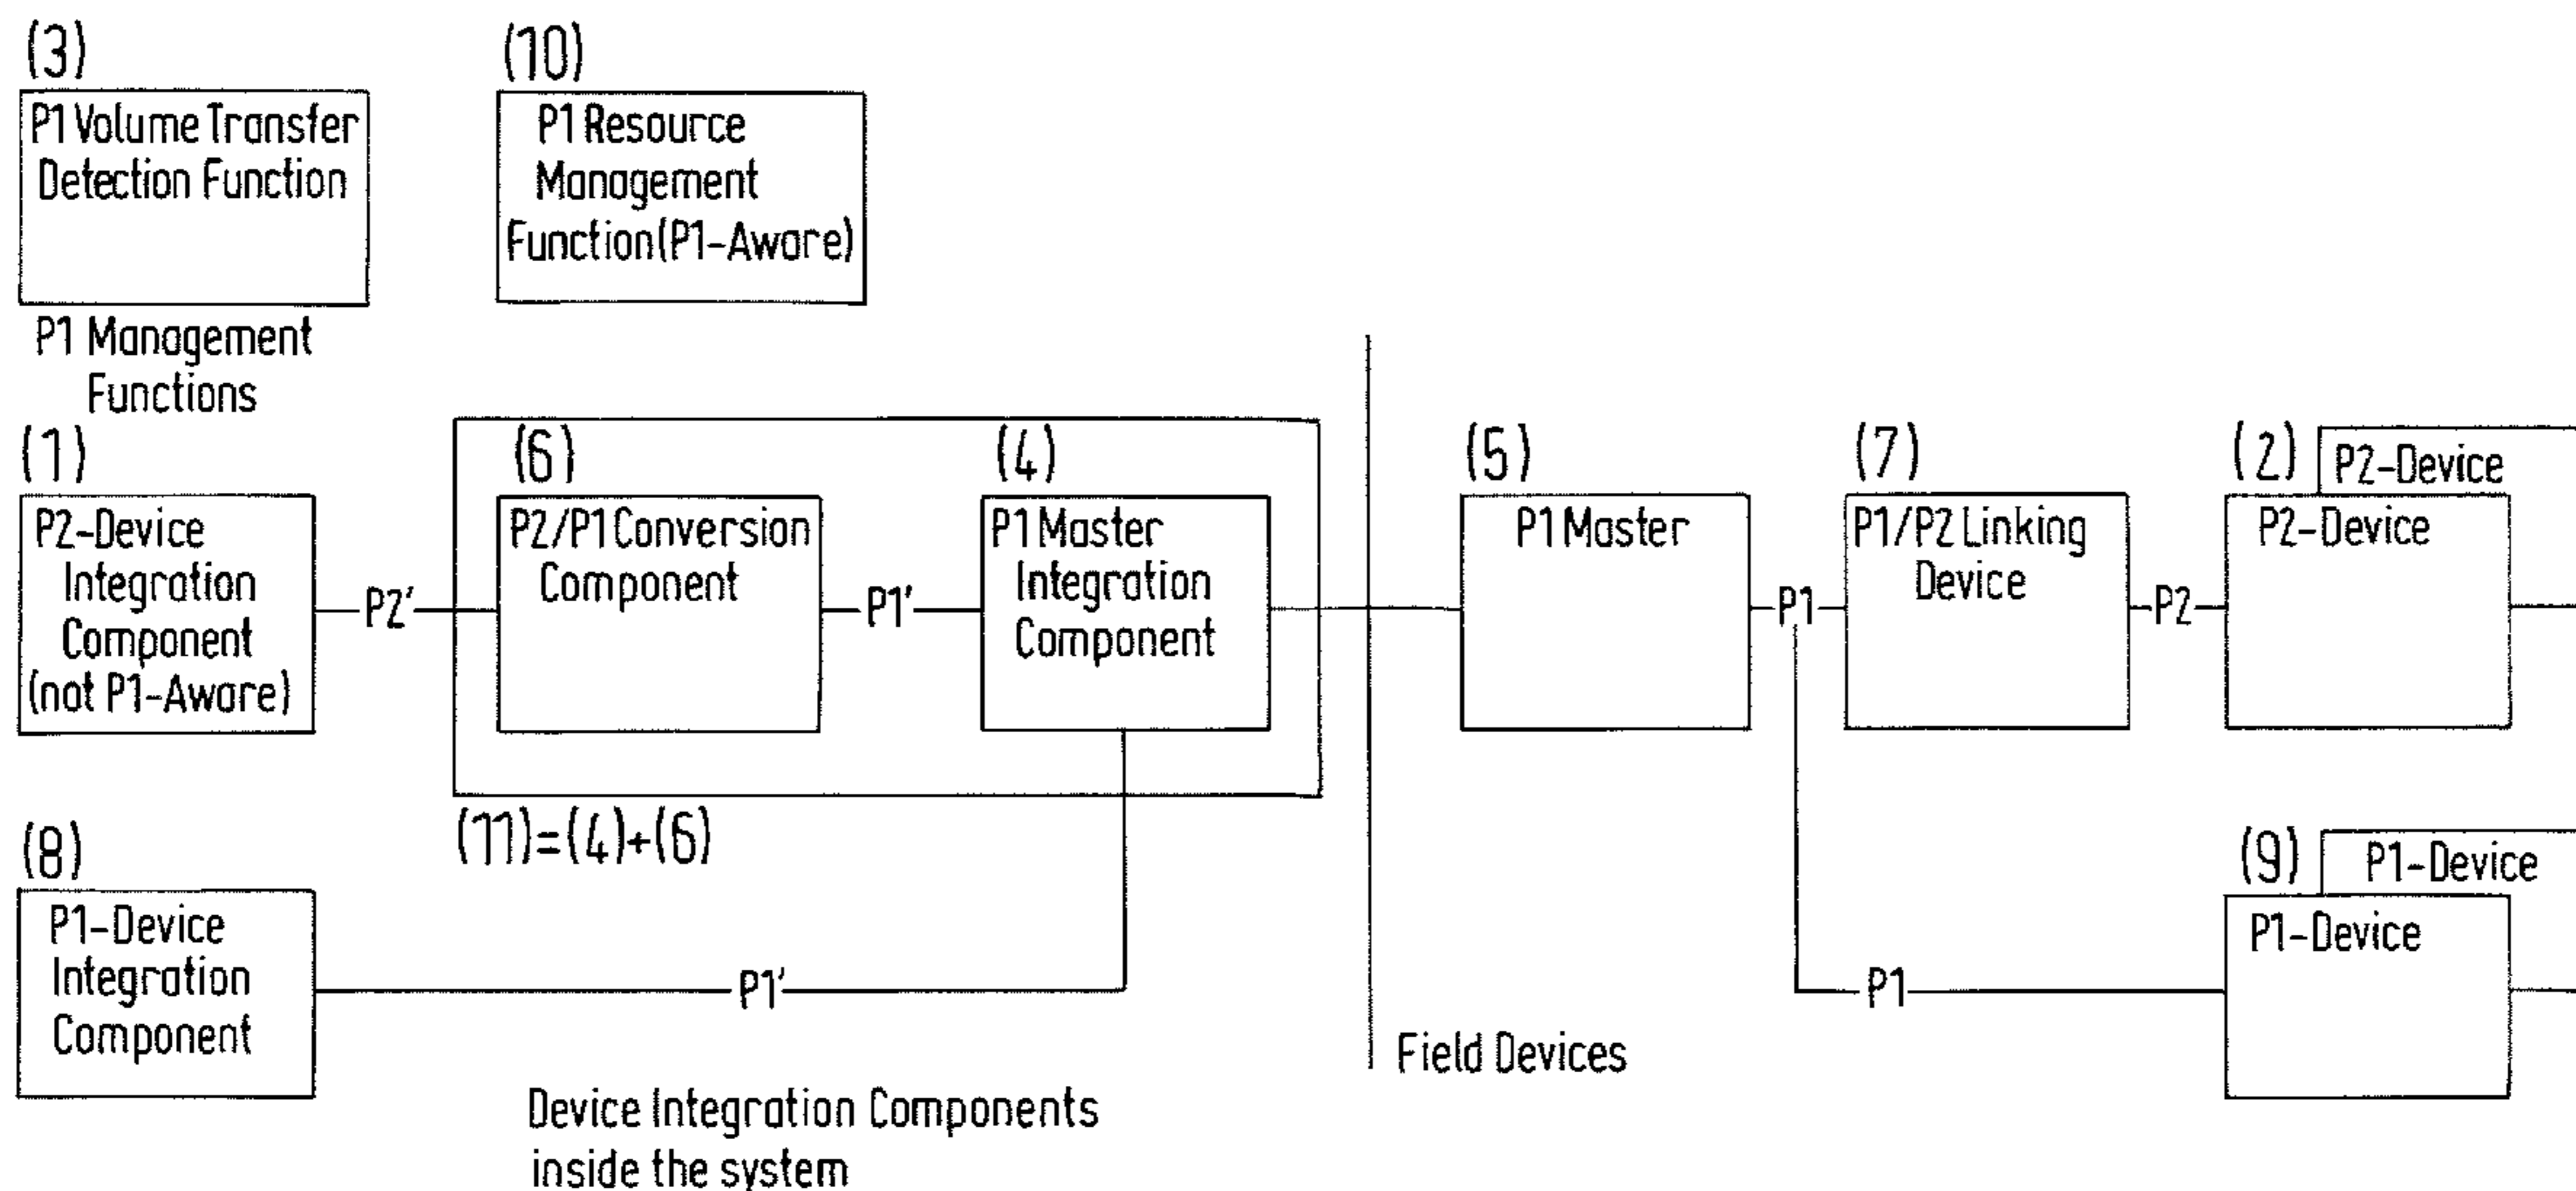 (3)
P1 Volume Transfer
Detection Function
(10)
P1 Resource
Management
Function(P1-Aware)
P1 Management
Functions
(1)
P2-Device
Integration
Component
(not P1-Aware)
P2'
(6)
P2/P1 Conversion
Component
P1'
(4)
P1 Master
Integration
Component
(5)
P1 Master
P1
(7)
P1/P2 Linking
Device
P2
(2)
P2-Device
P2-Device
(11)=(4)+(6)
(8)
P1-Device
Integration
Component
P1'
P1
(9)
P1-Device
P1-Device
Field Devices
Device Integration Components
inside the system